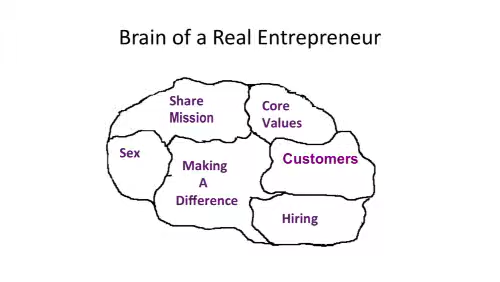 Brain of a Real Entrepreneur
Share
Mission
Core
Values
Sex
Making
A
Difference
Customers
Hiring